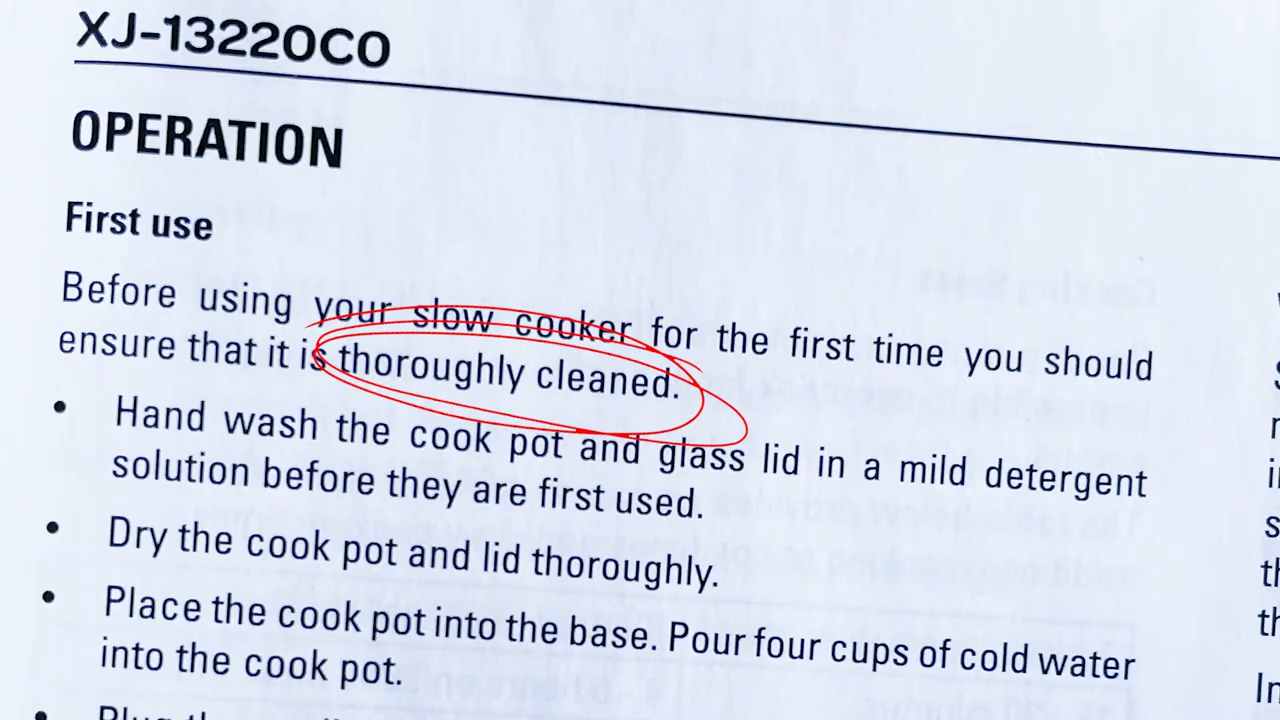 XJ-13220C0
OPERATION
First use
Before using your slow cooker for the first time you should
ensure that it is thoroughly cleaned.
• Hand wash the cook pot and glass lid in a mild detergent
solution before they are first used.
• Dry the cook pot and lid thoroughly.
• Place the cook pot into the base. Pour four cups of cold water
into the cook pot.